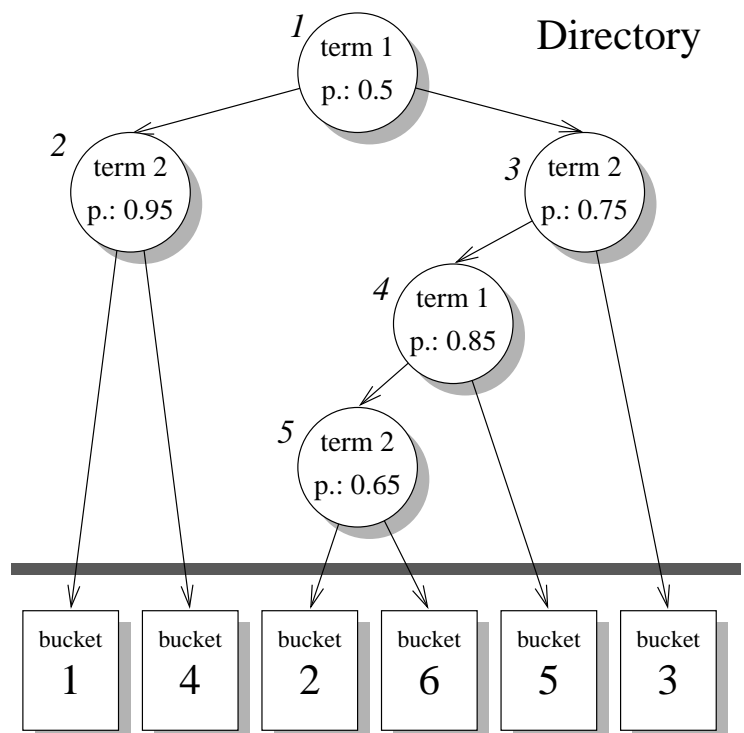 Directory
1
term 1
p.: 0.5
2
term 2
p.: 0.95
3
term 2
p.: 0.75
4
term 1
p.: 0.85
5
term 2
p.: 0.65
bucket
1
bucket
4
bucket
2
bucket
6
bucket
5
bucket
3